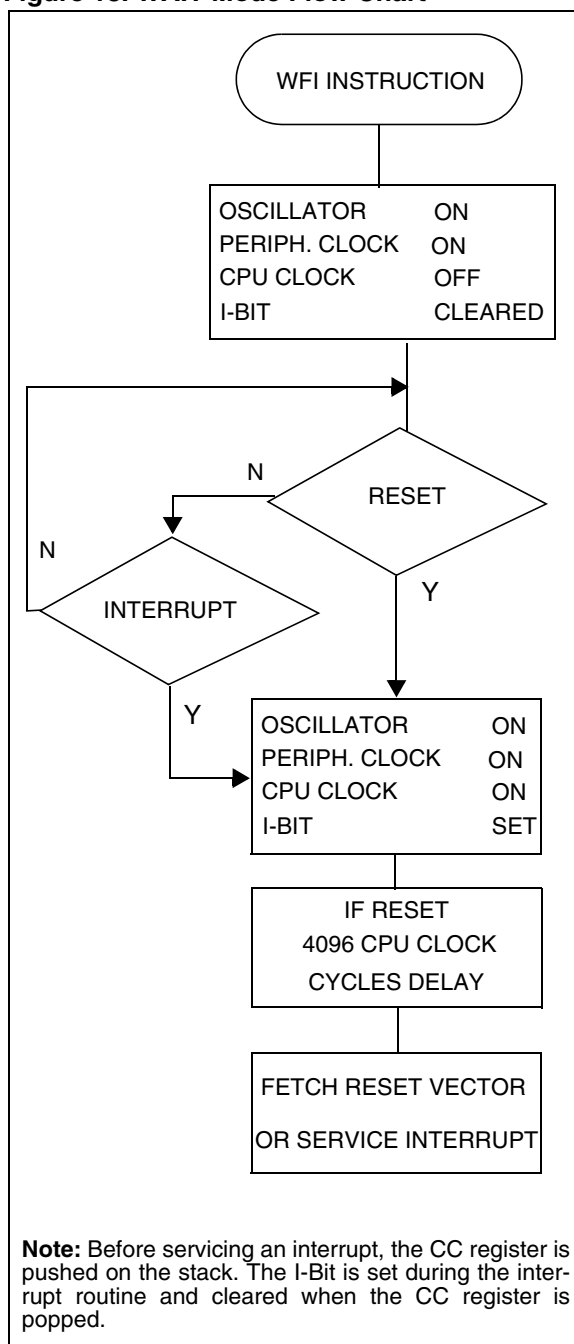 WFI INSTRUCTION
OSCILLATOR ON
PERIPH. CLOCK ON
CPU CLOCK OFF
I-BIT CLEARED
RESET
N
Y
INTERRUPT
N
Y
OSCILLATOR ON
PERIPH. CLOCK ON
CPU CLOCK ON
I-BIT SET
IF RESET
4096 CPU CLOCK
CYCLES DELAY
FETCH RESET VECTOR
OR SERVICE INTERRUPT
Note: Before servicing an interrupt, the CC register is
pushed on the stack. The I-Bit is set during the inter-
rupt routine and cleared when the CC register is
popped.